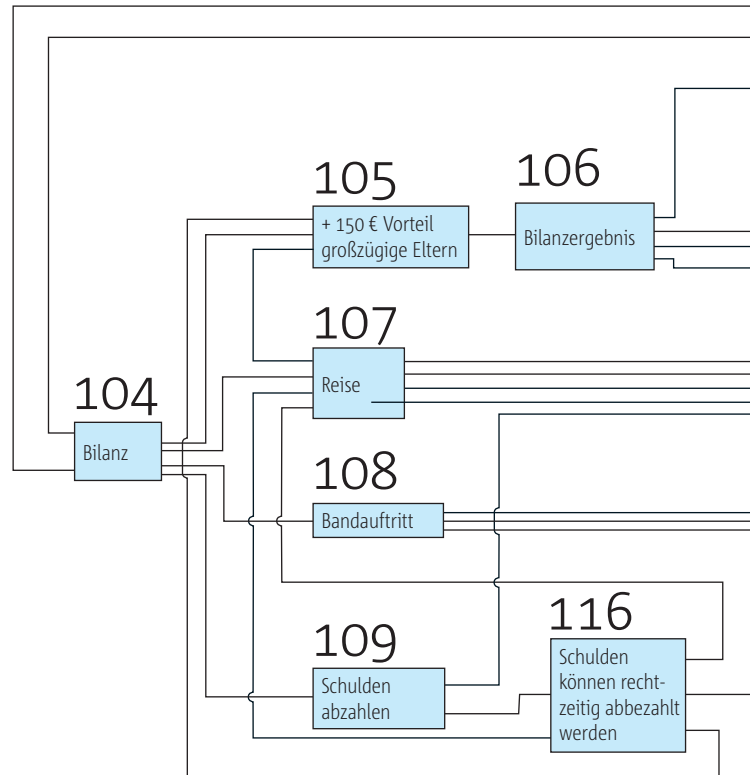 105
+ 150 € Vorteil
großzügige Eltern
106
Bilanzergebnis
107
Reise
104
Bilanz
108
Bandauftritt
109
Schulden
abzahlen
116
Schulden
können recht-
zeitig abbezahlt
werden